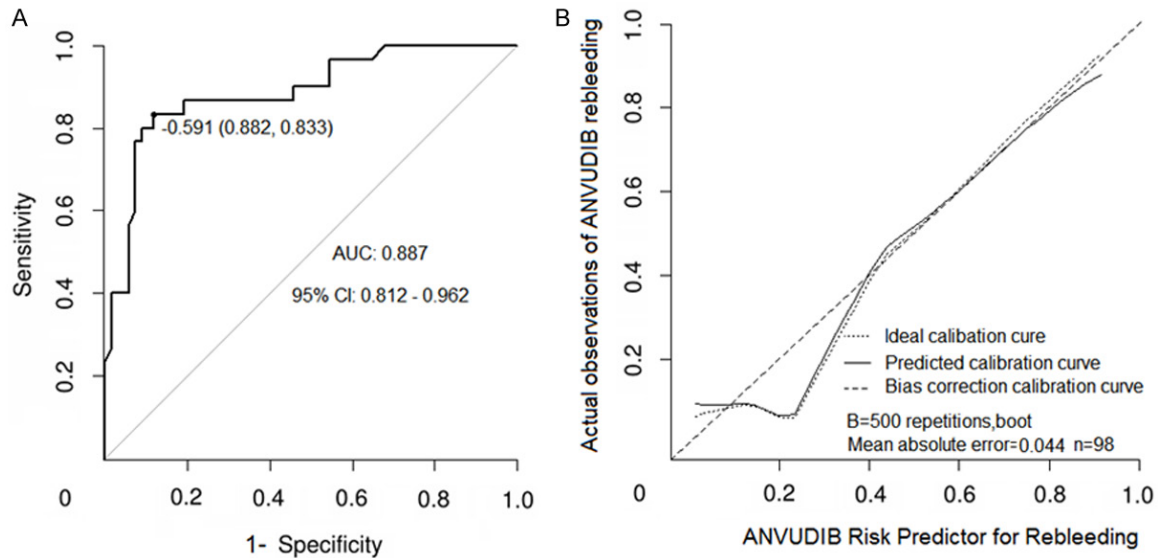 A
1.0
0.8
0.6
0.4
0.2
Sensitivity
-0.591 (0.882, 0.833)
AUC: 0.887
95% CI: 0.812 - 0.962
0 0.2 0.4 0.6 0.8 1.0
1- Specificity
B
Actual observations of ANVUDIB rebleeding
1.0
0.8
0.6
0.4
0.2
Ideal calibation cure
Predicted calibration curve
Bias correction calibration curve
B=500 repetitions,boot
Mean absolute error=0.044 n=98
0 0.2 0.4 0.6 0.8 1.0
ANVUDIB Risk Predictor for Rebleeding